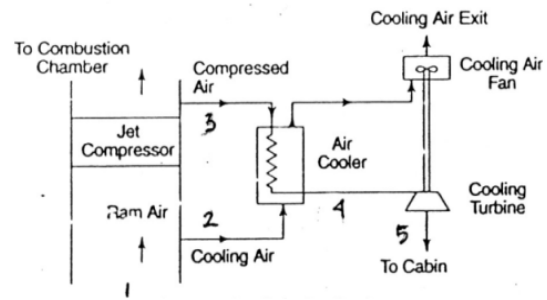 Cooling Air Exit
To Combustion
Chamber
Compressed
Air
Cooling Air
Fan
3
Jet
Compressor
Air
Cooler
Ram Air
2
4
Cooling
Turbine
5
Cooling Air
To Cabin
1